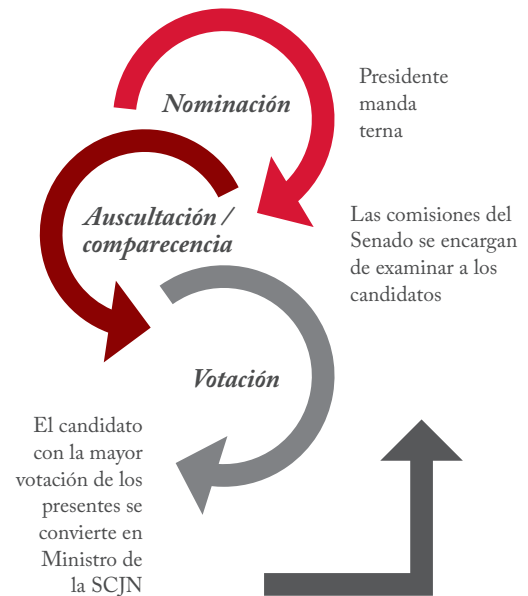 Nominación
Presidente
manda
terna
Auscultación /
comparecencia
Las comisiones del
Senado se encargan
de examinar a los
candidatos
Votación
El candidato
con la mayor
votación de los
presentes se
convierte en
Ministro de
la SCJN